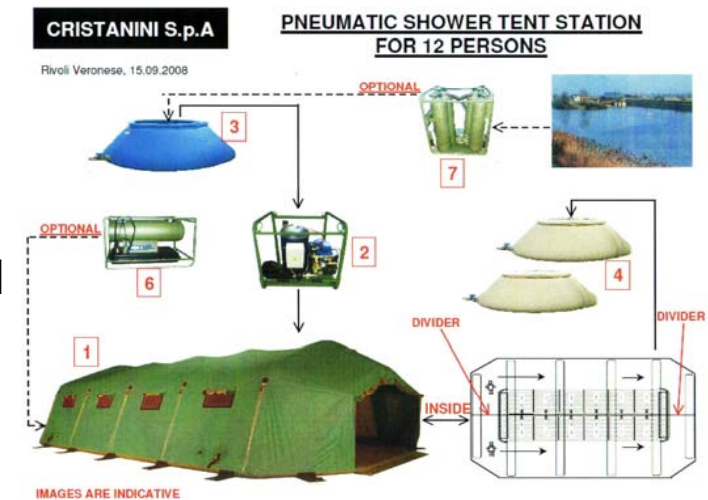 CRISTANINI S.p.A
PNEUMATIC SHOWER TENT STATION
FOR 12 PERSONS
Rivoli Veronese, 15.09.2008
OPTIONAL
3
7
OPTIONAL
6
2
4
1
DIVIDER
DIVIDER
INSIDE
IMAGES ARE INDICATIVE